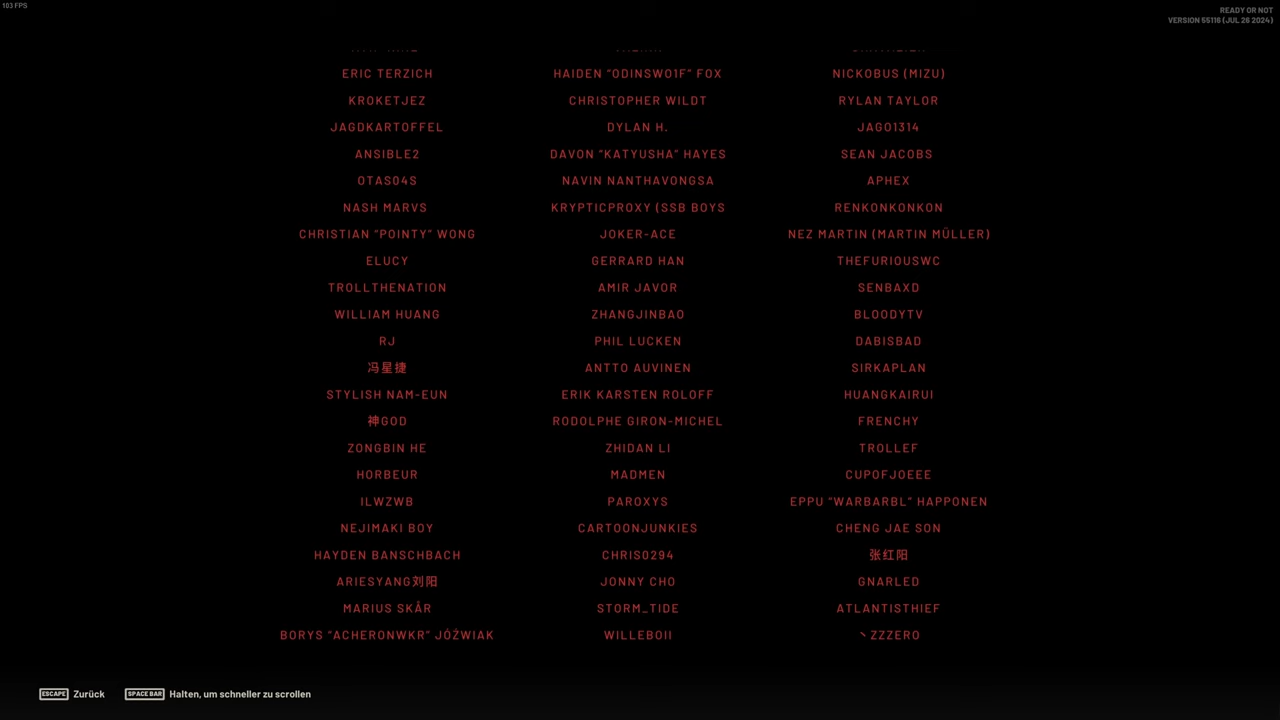 103 FPS
READY OR NOT
VERSION 55116 (JUL 26 2024)
ERIC TERZICH HAIDEN "ODINSWO1F" FOX NICKOBUS (MIZU)
KROKETJEZ CHRISTOPHER WILDT RYLAN TAYLOR
JAGDKARTOFFEL DYLAN H. JAGO1314
ANSIBLE2 DAVON "KATYUSHA" HAYES SEAN JACOBS
OTAS04S NAVIN NANTHAVONGSA APHEX
NASH MARVS KRYPTICPROXY (SSB BOYS RENKONKONKON
CHRISTIAN "POINTY" WONG JOKER-ACE NEZ MARTIN (MARTIN MÜLLER)
ELUCY GERRARD HAN THEFURIOUSWC
TROLLTHENATION AMIR JAVOR SENBAXD
WILLIAM HUANG ZHANGJINBAO BLOODYTV
RJ PHIL LUCKEN DABISBAD
冯星捷 ANTTO AUVINEN SIRKAPLAN
STYLISH NAM-EUN ERIK KARSTEN ROLOFF HUANGKAIRUI
神GOD RODOLPHE GIRON-MICHEL FRENCHY
ZONGBIN HE ZHIDAN LI TROLLEF
HORBEUR MADMEN CUPOFJOEEE
ILWZWB PAROXYS EPPU "WARBARBL" HAPPONEN
NEJIMAKI BOY CARTOONJUNKIES CHENG JAE SON
HAYDEN BANSCHBACH CHRIS0294 张红阳
ARIESYANG刘阳 JONNY CHO GNARLED
MARIUS SKÅR STORM_TIDE ATLANTISTHIEF
BORYS "ACHERONWKR" JÓŹWIAK WILLEBOII 丶ZZZERO
ESCAPE Zurück SPACE BAR Halten, um schneller zu scrollen